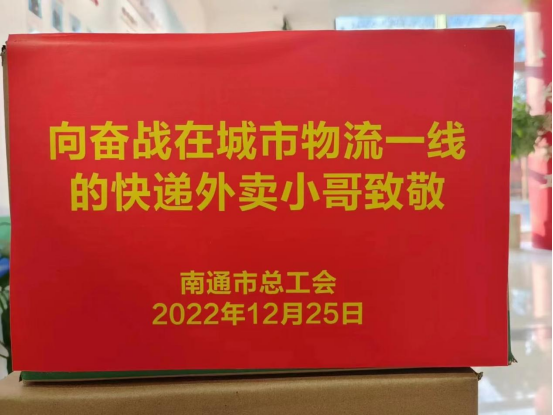 向奋战在城市物流一线
的快递外卖小哥致敬
南通市总工会
2022年12月25日